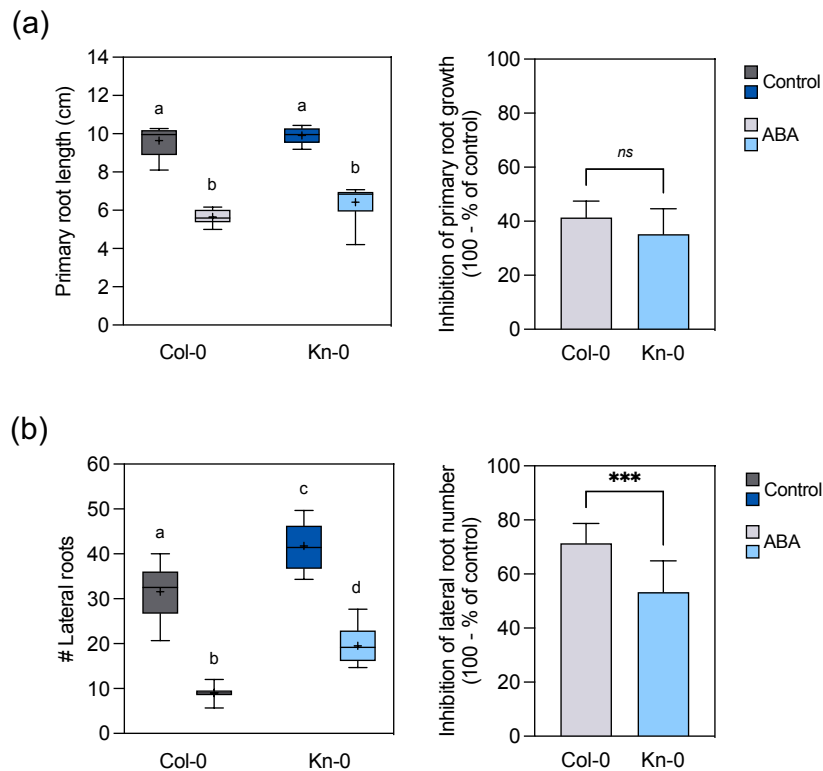 (a)
Primary root length (cm)
14
12
10
8
6
4
2
0
a
b
a
b
Col-0
Kn-0
Inhibition of primary root growth
(100 - % of control)
100
80
60
40
20
0
ns
Col-0
Kn-0
Control
ABA
(b)
# Lateral roots
60
50
40
30
20
10
0
a
b
c
d
Col-0
Kn-0
Inhibition of lateral root number
(100 - % of control)
100
80
60
40
20
0
***
Col-0
Kn-0
Control
ABA